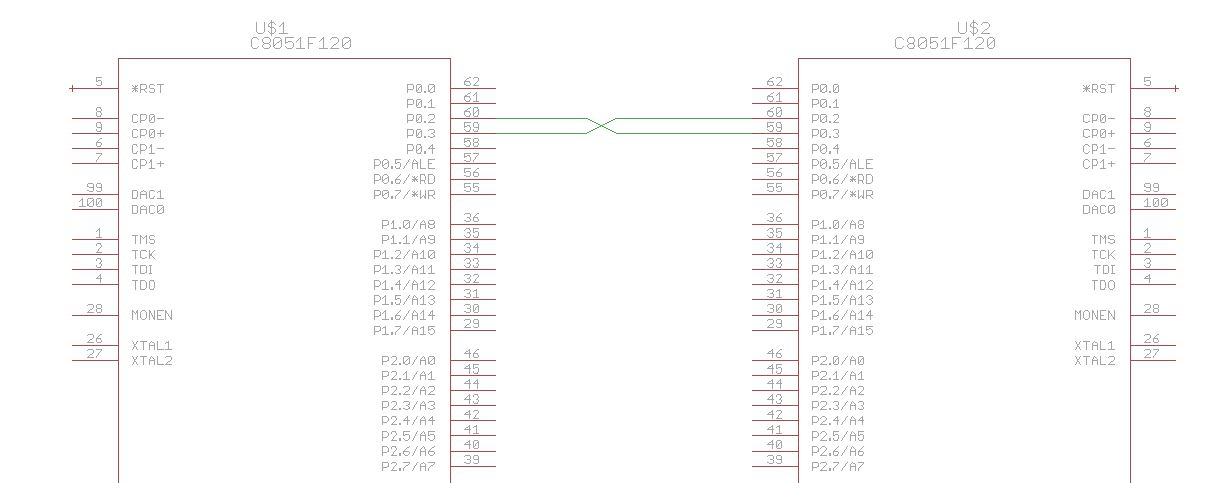 U$1 U$2
C8051F120 C8051F120
5 *RST P0.0 62 62 P0.0 *RST 5
P0.1 61 61 P0.1
8 CP0- P0.2 60 60 P0.2 CP0- 8
9 CP0+ P0.3 59 59 P0.3 CP0+ 9
6 CP1- P0.4 58 58 P0.4 CP1- 6
7 CP1+ P0.5/ALE 57 57 P0.5/ALE CP1+ 7
P0.6/*RD 56 56 P0.6/*RD
99 DAC1 P0.7/*WR 55 55 P0.7/*WR DAC1 99
100 DAC0 DAC0 100
P1.0/A8 36 36 P1.0/A8
1 TMS P1.1/A9 35 35 P1.1/A9 TMS 1
2 TCK P1.2/A10 34 34 P1.2/A10 TCK 2
3 TDI P1.3/A11 33 33 P1.3/A11 TDI 3
4 TDO P1.4/A12 32 32 P1.4/A12 TDO 4
P1.5/A13 31 31 P1.5/A13
28 MONEN P1.6/A14 30 30 P1.6/A14 MONEN 28
P1.7/A15 29 29 P1.7/A15
26 XTAL1 XTAL1 26
27 XTAL2 P2.0/A0 46 46 P2.0/A0 XTAL2 27
P2.1/A1 45 45 P2.1/A1
P2.2/A2 44 44 P2.2/A2
P2.3/A3 43 43 P2.3/A3
P2.4/A4 42 42 P2.4/A4
P2.5/A5 41 41 P2.5/A5
P2.6/A6 40 40 P2.6/A6
P2.7/A7 39 39 P2.7/A7